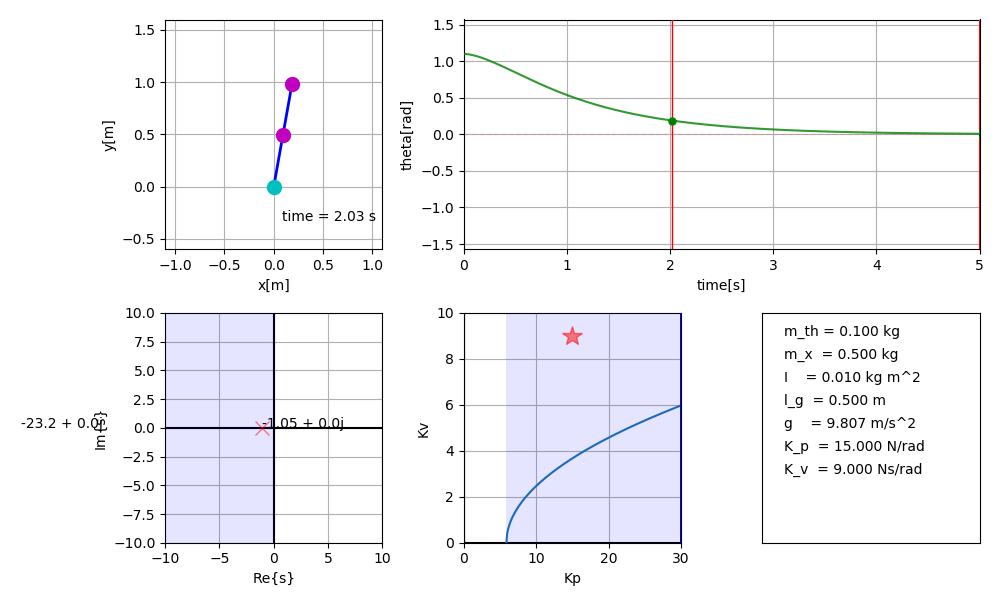 1.5
1.0
0.5
0.0
−0.5
y[m]
time = 2.03 s
−1.0
−0.5
0.0
0.5
1.0
x[m]
1.5
1.0
0.5
0.0
−0.5
−1.0
−1.5
theta[rad]
0
1
2
3
4
5
time[s]
10.0
7.5
5.0
2.5
0.0
−2.5
−5.0
−7.5
−10.0
Im{s}
-23.2 + 0.0j
-1.05 + 0.0j
−10
−5
0
5
10
Re{s}
10
8
6
4
2
0
Kv
0
10
20
30
Kp
m_th = 0.100 kg
m_x = 0.500 kg
I = 0.010 kg m^2
l_g = 0.500 m
g = 9.807 m/s^2
K_p = 15.000 N/rad
K_v = 9.000 Ns/rad